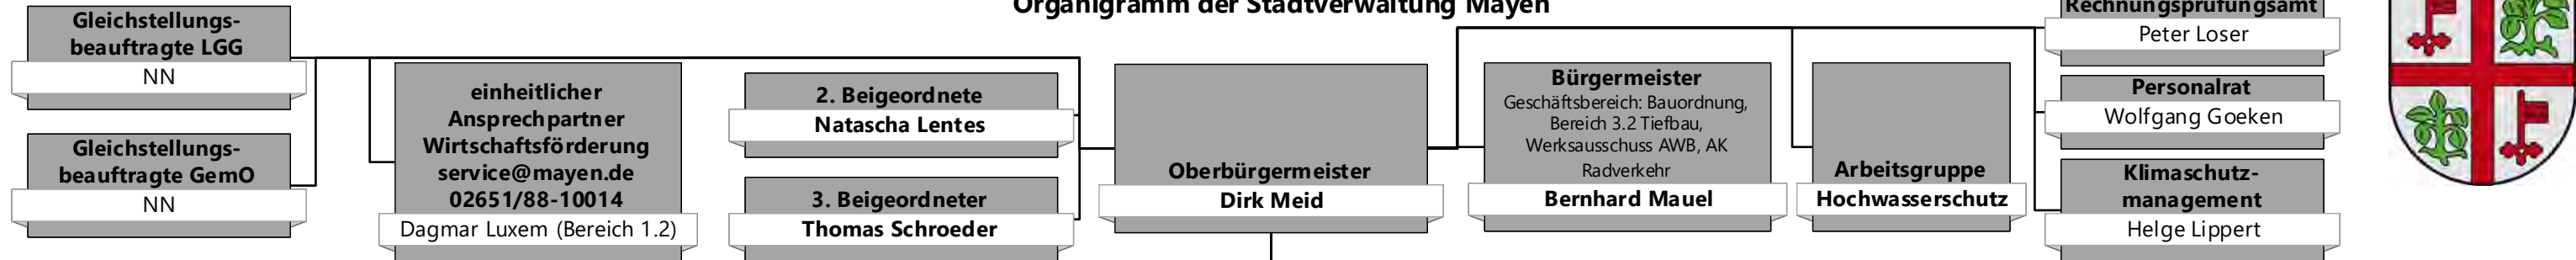 Organigramm der Stadtverwaltung Mayen
Gleichstellungs-
beauftragte LGG
NN
Gleichstellungs-
beauftragte GemO
NN
einheitlicher
Ansprechpartner
Wirtschaftsförderung
service@mayen.de
02651/88-10014
Dagmar Luxem (Bereich 1.2)
2. Beigeordnete
Natascha Lentes
3. Beigeordneter
Thomas Schroeder
Oberbürgermeister
Dirk Meid
Bürgermeister
Geschäftsbereich: Bauordnung,
Bereich 3.2 Tiefbau,
Werksausschuss AWB, AK
Radverkehr
Bernhard Mauel
Arbeitsgruppe
Hochwasserschutz
Rechnungsprüfungsamt
Peter Loser
Personalrat
Wolfgang Goeken
Klimaschutz-
management
Helge Lippert